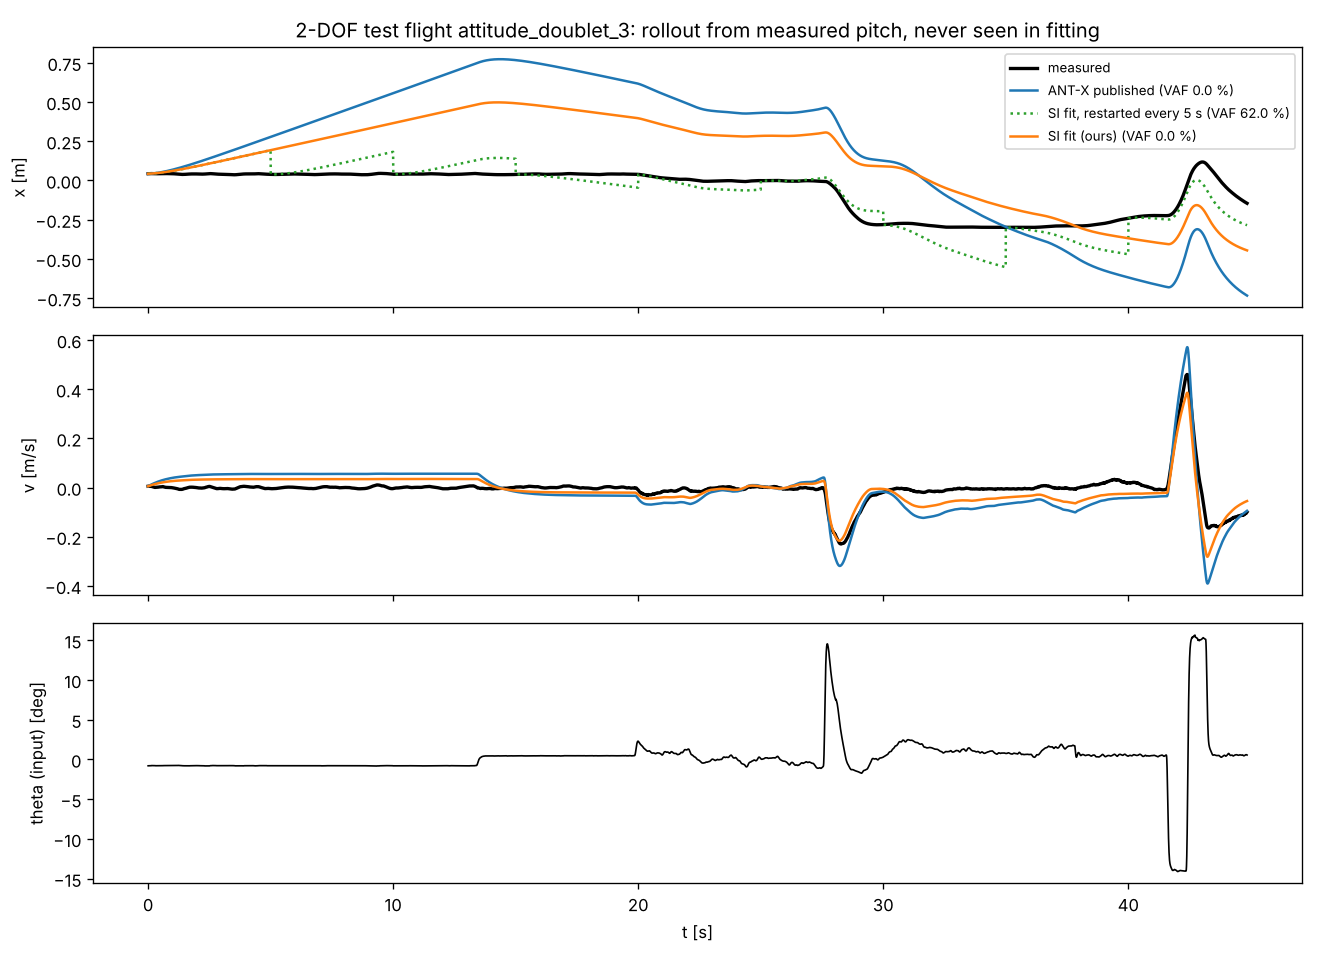 2-DOF test flight attitude_doublet_3: rollout from measured pitch, never seen in fitting
measured
ANT-X published (VAF 0.0 %)
SI fit, restarted every 5 s (VAF 62.0 %)
SI fit (ours) (VAF 0.0 %)
x [m]
0.75
0.50
0.25
0.00
−0.25
−0.50
−0.75
v [m/s]
0.6
0.4
0.2
0.0
−0.2
−0.4
theta (input) [deg]
15
10
5
0
−5
−10
−15
0 10 20 30 40
t [s]